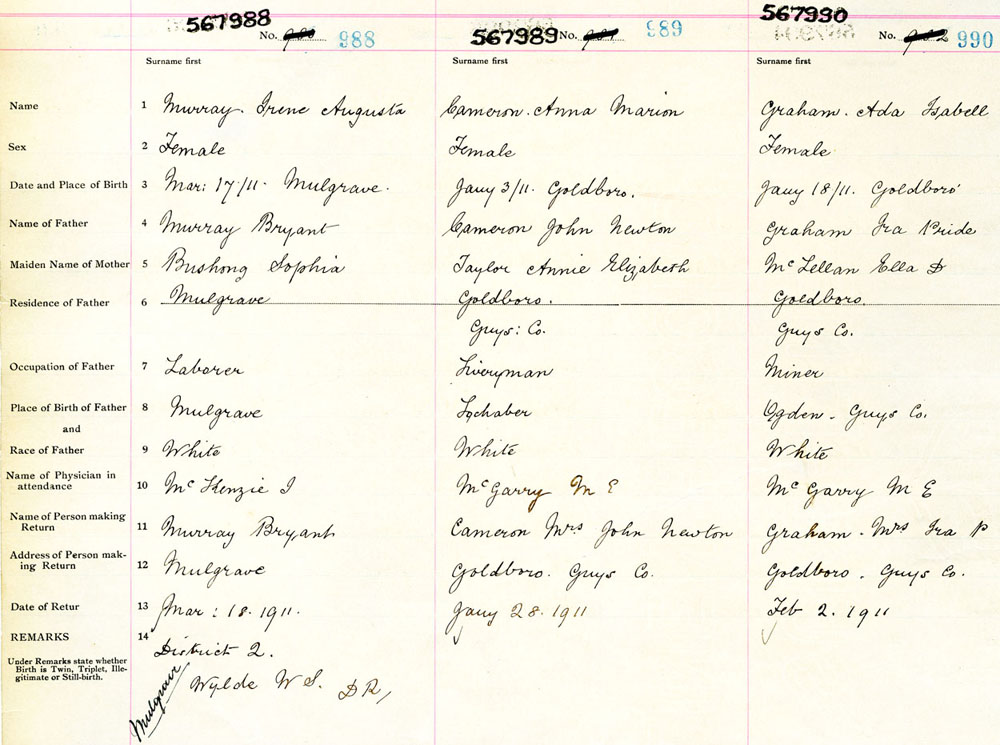 567988 567989 567990
No. 988 No. 989 No. 990
Surname first Surname first Surname first
Name 1 Murray. Irene Augusta Cameron. Anna Marion Graham. Ada Isabell
Sex 2 Female Female Female
Date and Place of Birth 3 Mar: 17/11. Mulgrave. Jany 3/11. Goldboro. Jany 18/11. Goldboro'
Name of Father 4 Murray Bryant Cameron John Newton Graham Ira Pride
Maiden Name of Mother 5 Bushong Sophia Taylor Annie Elizabeth McLellan Ella D
Residence of Father 6 Mulgrave Goldboro. Goldboro.
Guys: Co. Guys Co.
Occupation of Father 7 Laborer Liveryman Miner
Place of Birth of Father 8 Mulgrave Lochaber Ogden - Guys Co.
and
Race of Father 9 White White White
Name of Physician in
attendance 10 McKenzie J McGarry M E McGarry M E
Name of Person making
Return 11 Murray Bryant Cameron Mrs John Newton Graham - Mrs Ira P
Address of Person mak-
ing Return 12 Mulgrave Goldboro. Guys Co. Goldboro. Guys Co.
Date of Retur 13 Mar: 18. 1911. Jany 28. 1911 Feb 2. 1911
REMARKS 14
District 2.
Under Remarks state whether
Birth is Twin, Triplet, Ille-
gitimate or Still-birth.
Wylde W S. D R,
Mulgrave